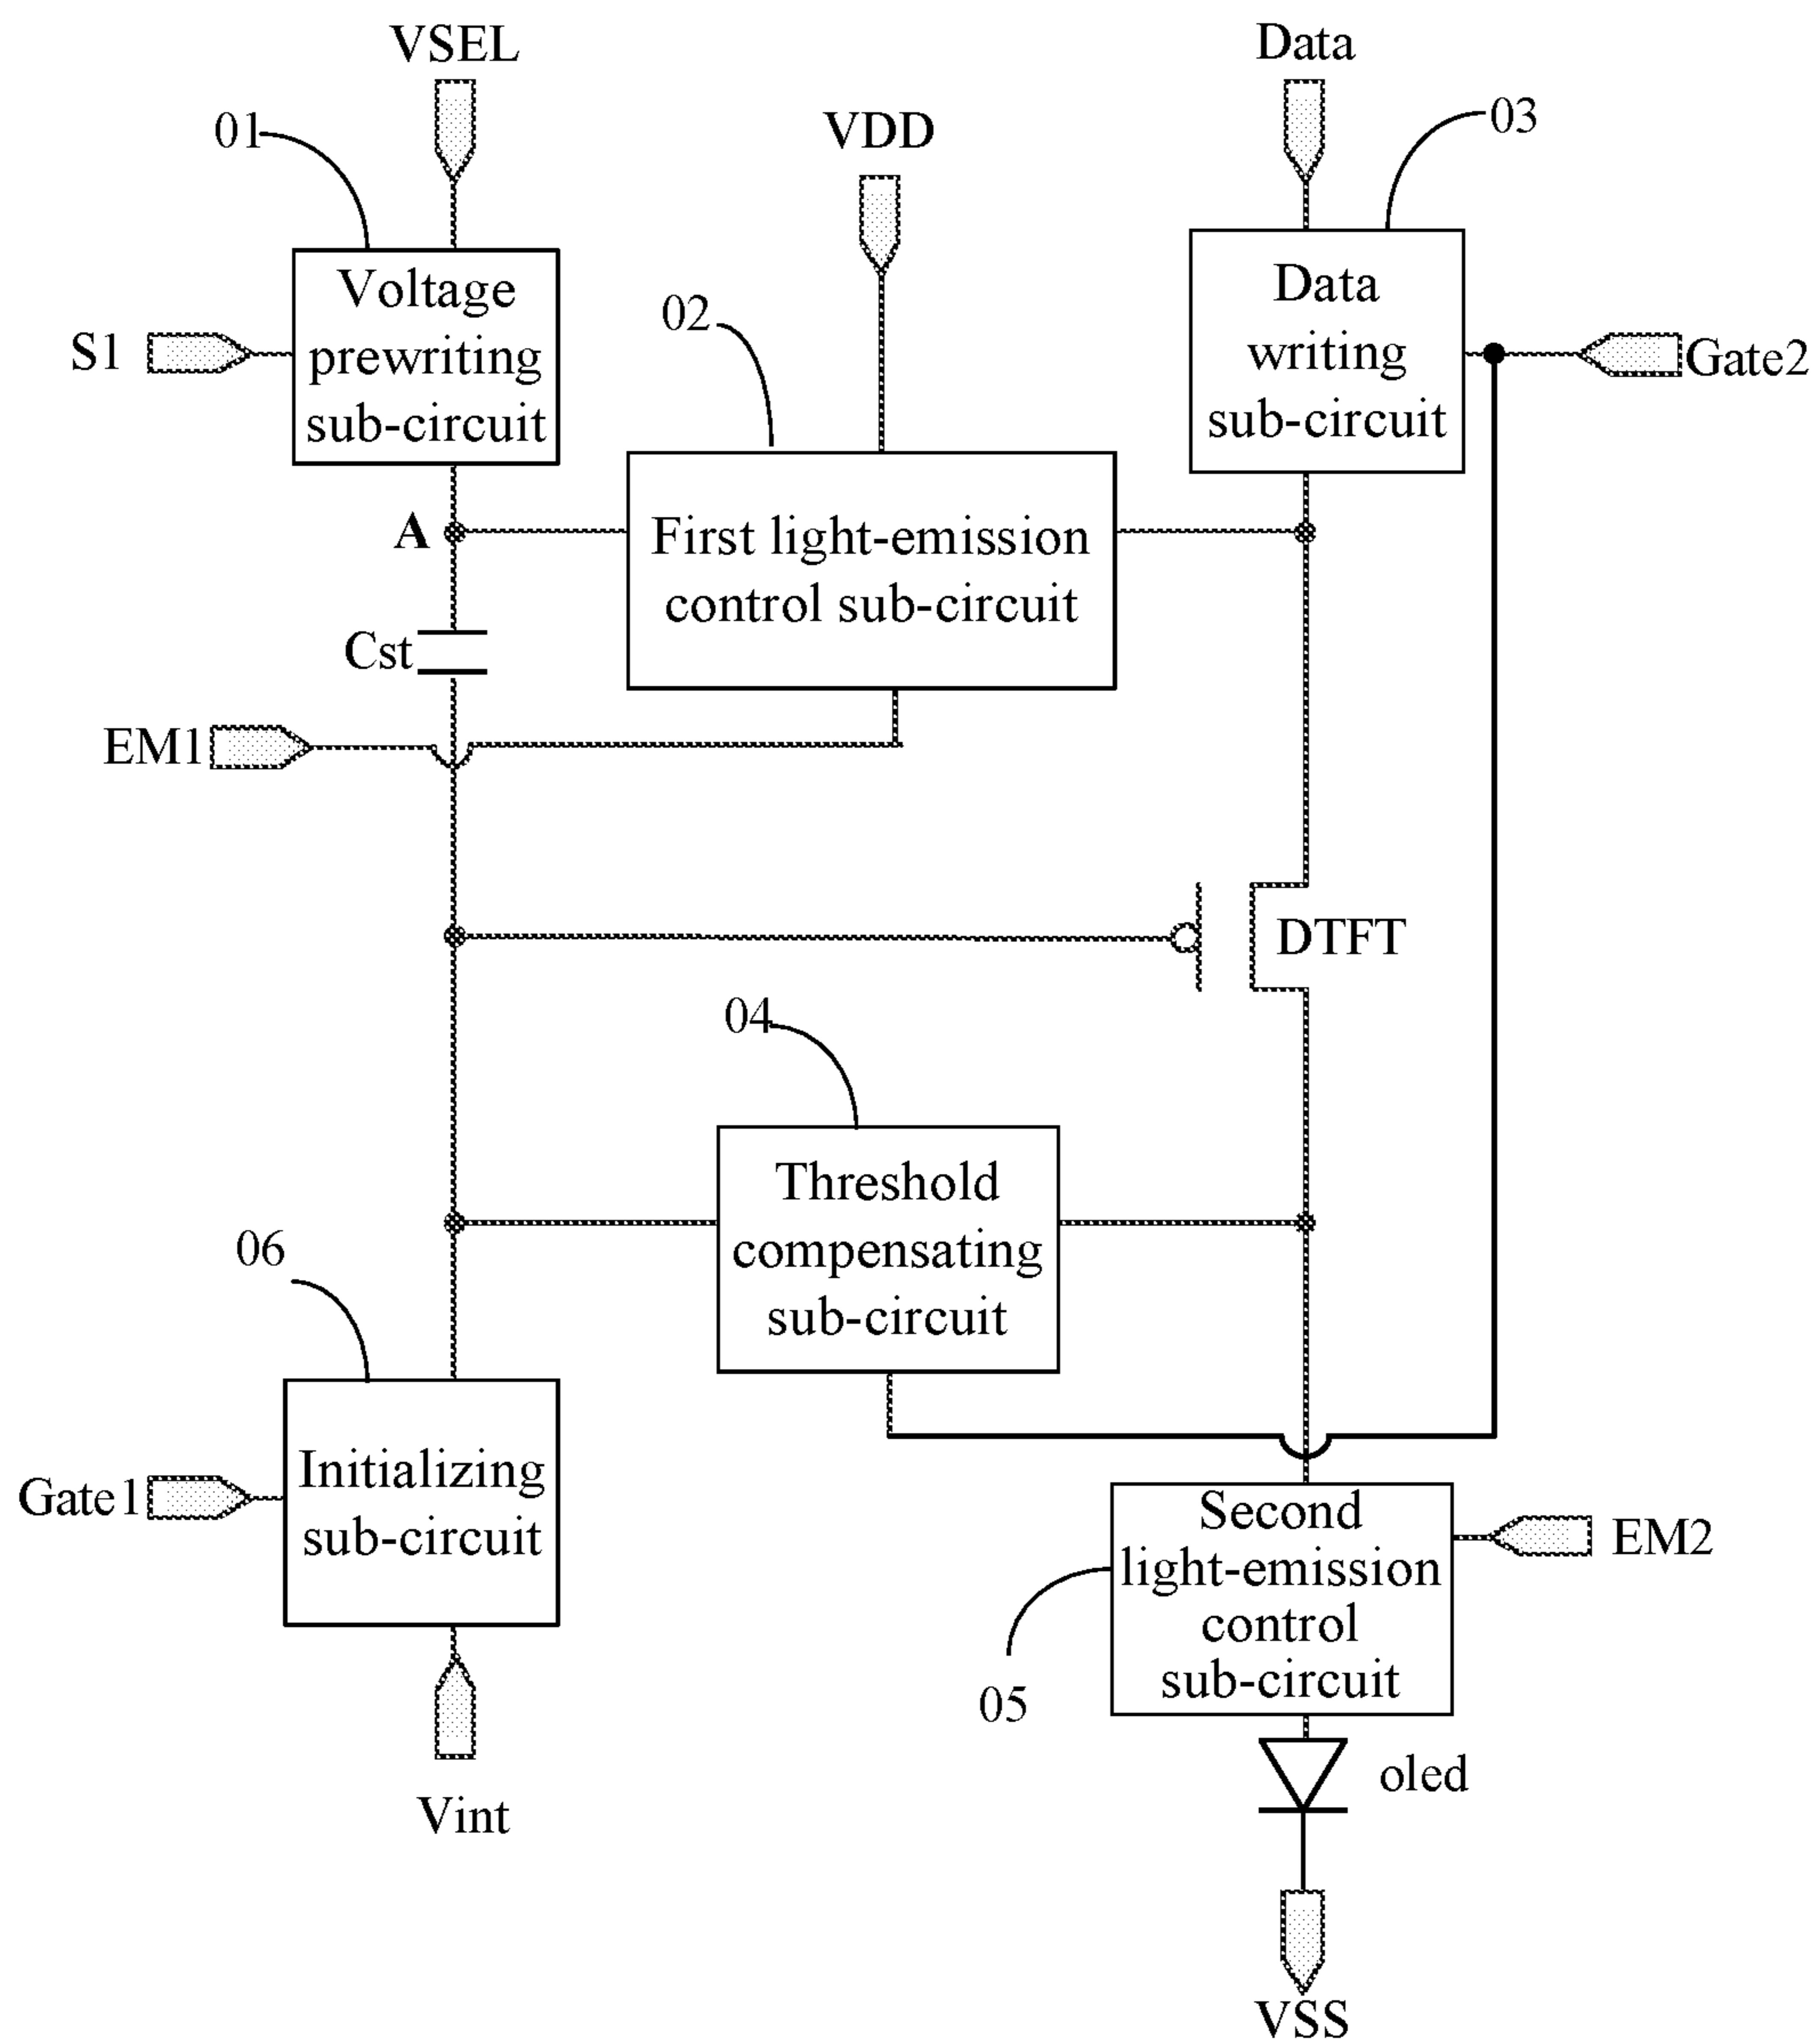 VSEL
Data
01
VDD
03
Voltage
prewriting
sub-circuit
S1
02
Data
writing
sub-circuit
Gate2
A
First light-emission
control sub-circuit
Cst
EM1
DTFT
04
Threshold
compensating
sub-circuit
06
Initializing
sub-circuit
Gate1
Second
light-emission
control
sub-circuit
EM2
05
oled
Vint
VSS